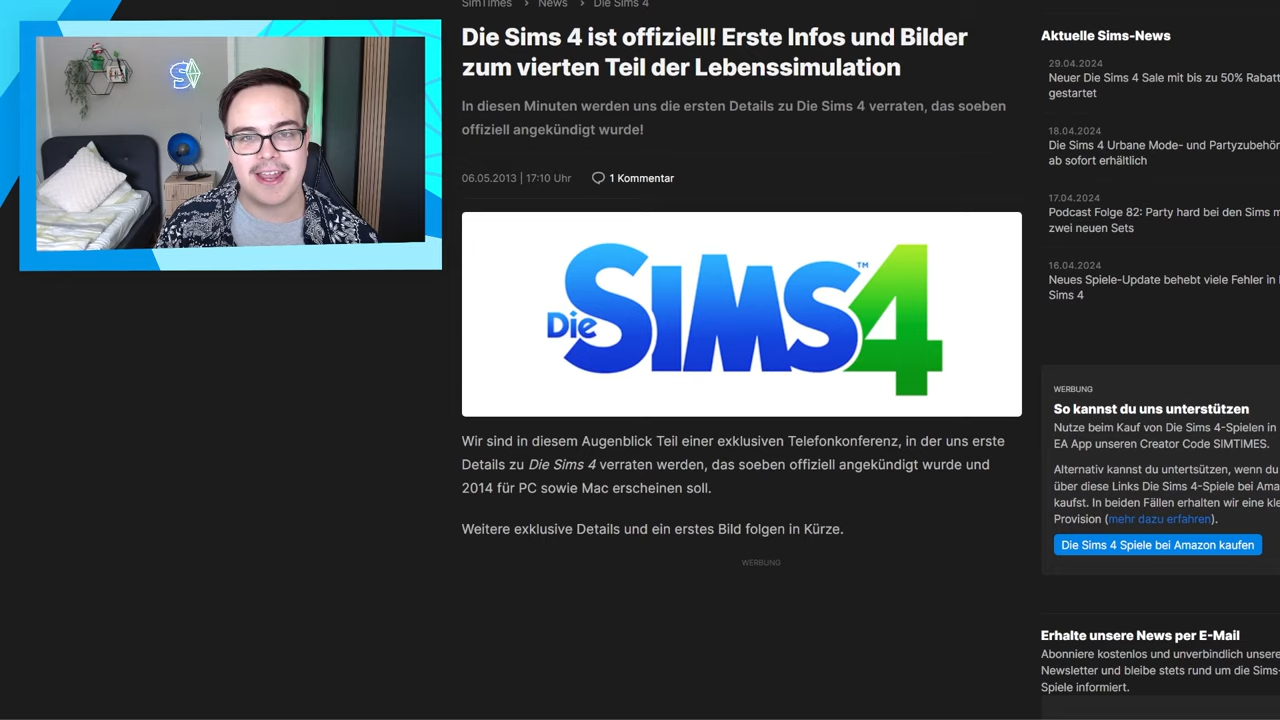 SimTimes > News > Die Sims 4
Die Sims 4 ist offiziell! Erste Infos und Bilder
zum vierten Teil der Lebenssimulation
In diesen Minuten werden uns die ersten Details zu Die Sims 4 verraten, das soeben
offiziell angekündigt wurde!
06.05.2013 | 17:10 Uhr
1 Kommentar
Die SIMS 4 ™
Wir sind in diesem Augenblick Teil einer exklusiven Telefonkonferenz, in der uns erste
Details zu Die Sims 4 verraten werden, das soeben offiziell angekündigt wurde und
2014 für PC sowie Mac erscheinen soll.
Weitere exklusive Details und ein erstes Bild folgen in Kürze.
WERBUNG
Aktuelle Sims-News
29.04.2024
Neuer Die Sims 4 Sale mit bis zu 50% Rabatt
gestartet
18.04.2024
Die Sims 4 Urbane Mode- und Partyzubehör
ab sofort erhältlich
17.04.2024
Podcast Folge 82: Party hard bei den Sims m
zwei neuen Sets
16.04.2024
Neues Spiele-Update behebt viele Fehler in
Sims 4
WERBUNG
So kannst du uns unterstützen
Nutze beim Kauf von Die Sims 4-Spielen in
EA App unseren Creator Code SIMTIMES.
Alternativ kannst du untertsützen, wenn du
über diese Links Die Sims 4-Spiele bei Ama
kaufst. In beiden Fällen erhalten wir eine kle
Provision (mehr dazu erfahren).
Die Sims 4 Spiele bei Amazon kaufen
Erhalte unsere News per E-Mail
Abonniere kostenlos und unverbindlich unsere
Newsletter und bleibe stets rund um die Sims-
Spiele informiert.